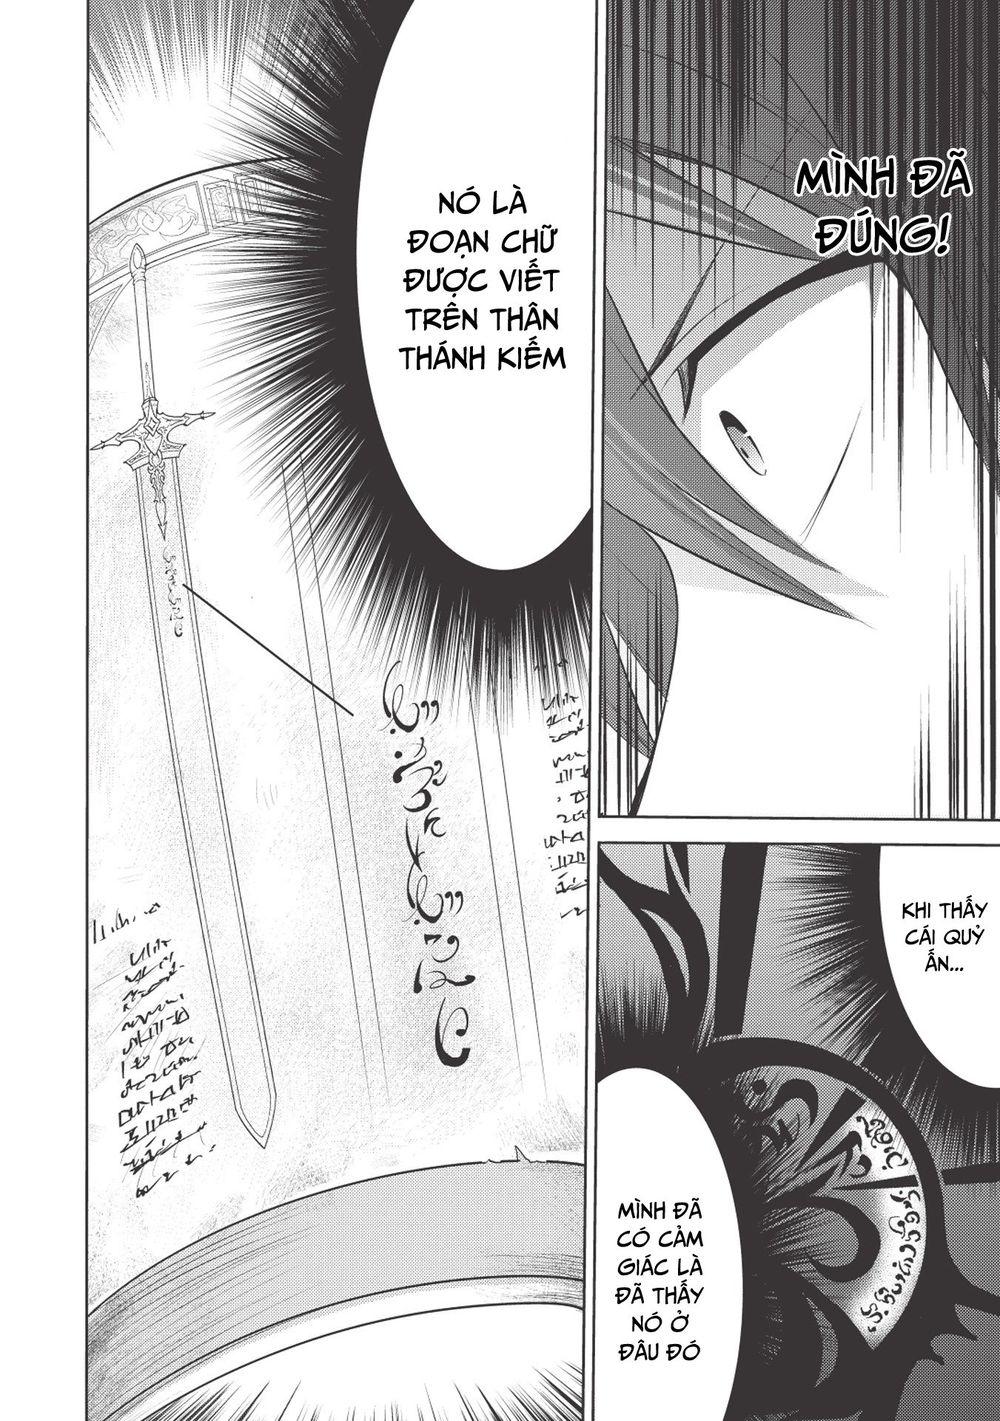 MÌNH ĐÃ
ĐÚNG!
KHI THẤY
CÁI QUỶ
ẤN...
MÌNH ĐÃ
CÓ CẢM
GIÁC LÀ
ĐÃ THẤY
NÓ Ở
ĐÂU ĐÓ
NÓ LÀ
ĐOẠN CHỮ
ĐƯỢC VIẾT
TRÊN THÂN
THÁNH KIẾM